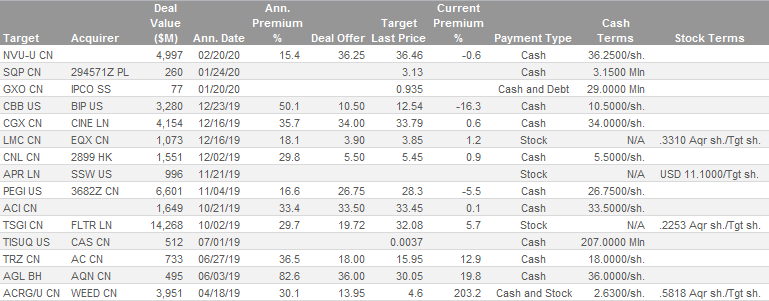 Target Acquirer Deal Value ($M) Ann. Date Ann. Premium % Deal Offer Target Last Price Current Premium % Payment Type Cash Terms Stock Terms
NVU-U CN 4,997 02/20/20 15.4 36.25 36.46 -0.6 Cash 36.2500/sh.
SQP CN 294571Z PL 260 01/24/20 3.13 Cash 3.1500 Mln
GXO CN IPCO SS 77 01/20/20 0.935 Cash and Debt 29.0000 Mln
CBB US BIP US 3,280 12/23/19 50.1 10.50 12.54 -16.3 Cash 10.5000/sh.
CGX CN CINE LN 4,154 12/16/19 35.7 34.00 33.79 0.6 Cash 34.0000/sh.
LMC CN EQX CN 1,073 12/16/19 18.1 3.90 3.85 1.2 Stock N/A .3310 Aqr sh./Tgt sh.
CNL CN 2899 HK 1,551 12/02/19 29.8 5.50 5.45 0.9 Cash 5.5000/sh.
APR LN SSW US 996 11/21/19 Stock N/A USD 11.1000/Tgt sh.
PEGI US 3682Z CN 6,601 11/04/19 16.6 26.75 28.3 -5.5 Cash 26.7500/sh.
ACI CN 1,649 10/21/19 33.4 33.50 33.45 0.1 Cash 33.5000/sh.
TSGI CN FLTR LN 14,268 10/02/19 29.7 19.72 32.08 5.7 Stock N/A .2253 Aqr sh./Tgt sh.
TISUQ US CAS CN 512 07/01/19 0.0037 Cash 207.0000 Mln
TRZ CN AC CN 733 06/27/19 36.5 18.00 15.95 12.9 Cash 18.0000/sh.
AGL BH AQN CN 495 06/03/19 82.6 36.00 30.05 19.8 Cash 36.0000/sh.
ACRG/U CN WEED CN 3,951 04/18/19 30.1 13.95 4.6 203.2 Cash and Stock 2.6300/sh. .5818 Aqr sh./Tgt sh.